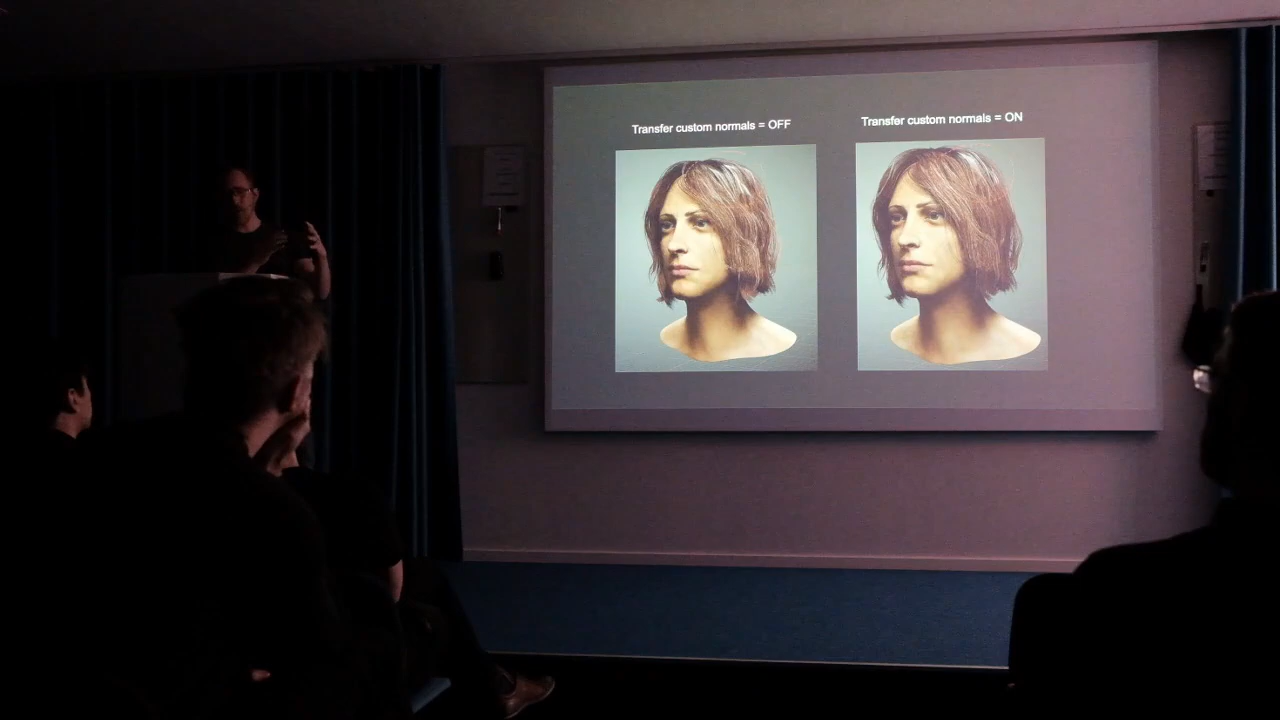 Transfer custom normals = OFF
Transfer custom normals = ON